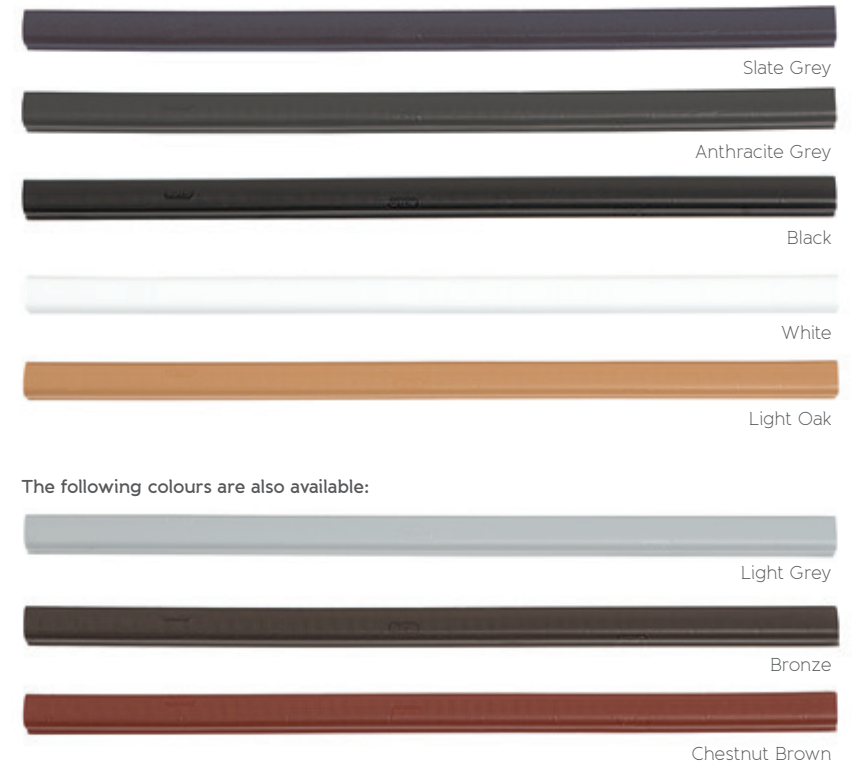 Slate Grey
Anthracite Grey
Black
White
Light Oak
The following colours are also available:
Light Grey
Bronze
Chestnut Brown